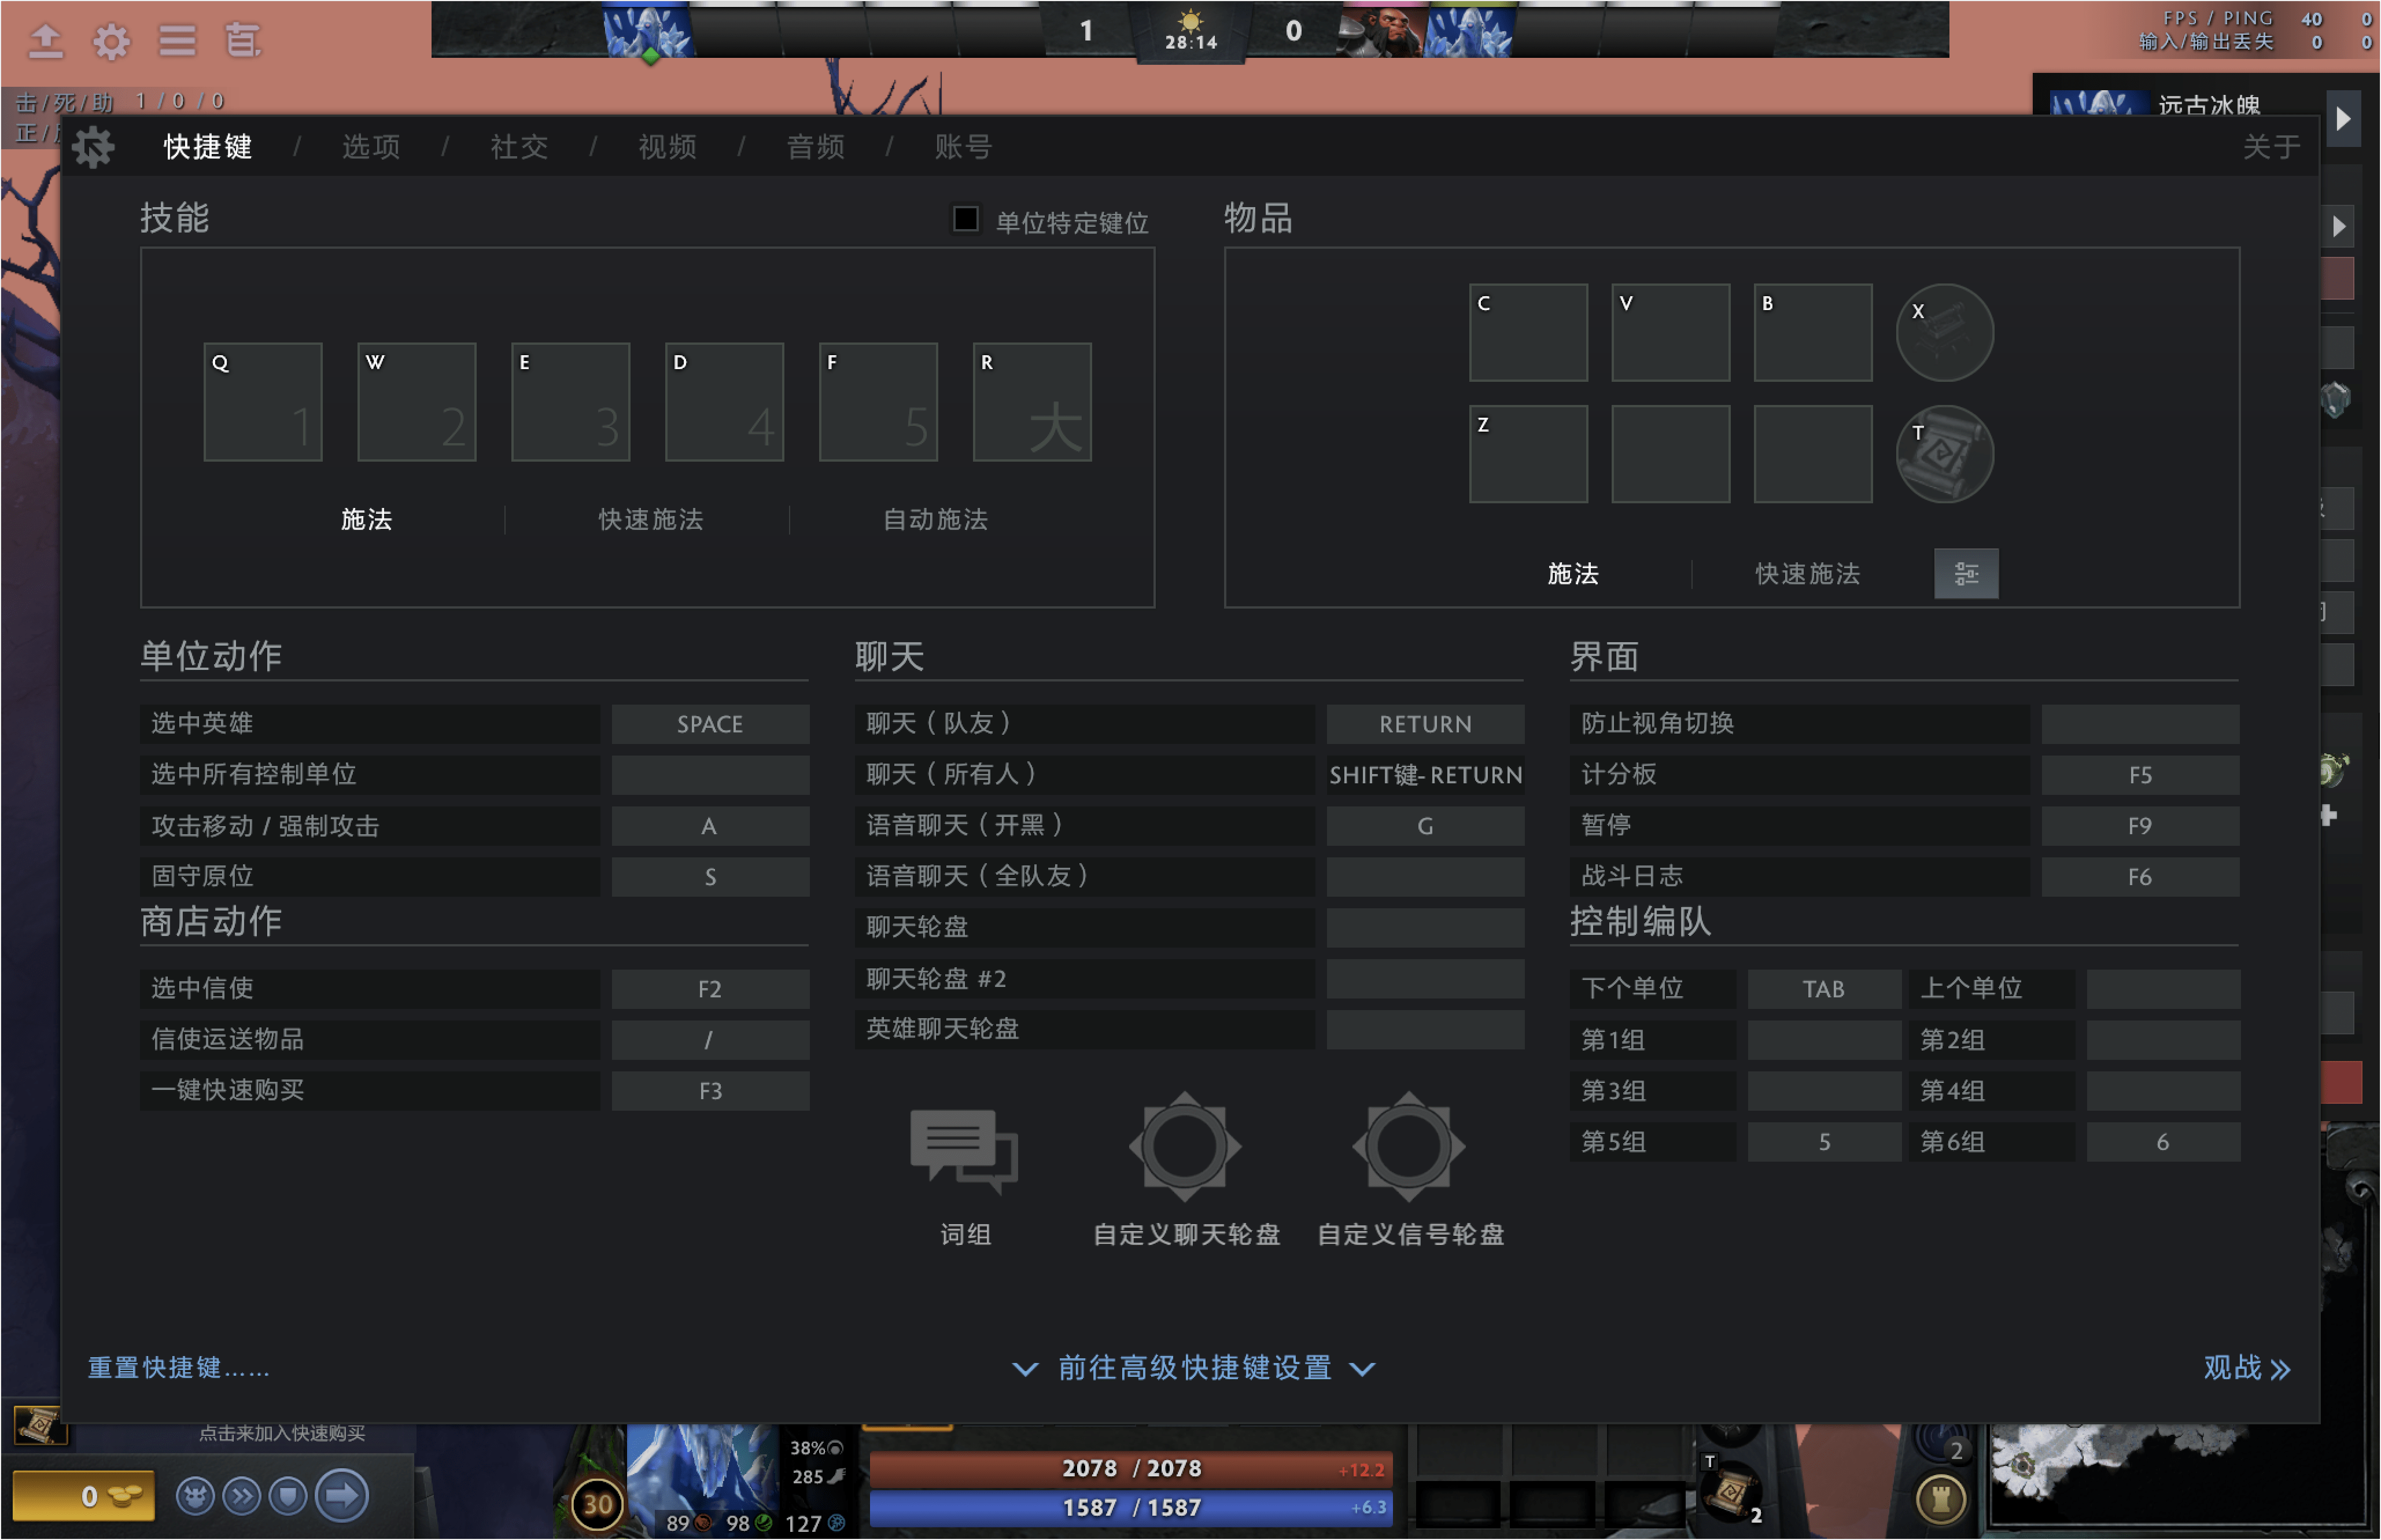 1
28:14
0
FPS / PING 40 0
输入/输出丢失 0 0
击/死/助 1 / 0 / 0
远古冰魄
快捷键 / 选项 / 社交 / 视频 / 音频 / 账号
关于
技能
单位特定键位
Q 1
W 2
E 3
D 4
F 5
R 大
施法
快速施法
自动施法
物品
C
V
B
X
Z
T
施法
快速施法
单位动作
选中英雄 SPACE
选中所有控制单位
攻击移动 / 强制攻击 A
固守原位 S
商店动作
选中信使 F2
信使运送物品 /
一键快速购买 F3
聊天
聊天（队友） RETURN
聊天（所有人） SHIFT键- RETURN
语音聊天（开黑） G
语音聊天（全队友）
聊天轮盘
聊天轮盘 #2
英雄聊天轮盘
词组
自定义聊天轮盘
自定义信号轮盘
界面
防止视角切换
计分板 F5
暂停 F9
战斗日志 F6
控制编队
下个单位 TAB 上个单位
第1组 第2组
第3组 第4组
第5组 5 第6组 6
重置快捷键……
前往高级快捷键设置
观战
点击来加入快速购买
0
30
38%
285
89 98 127
2078 / 2078 +12.2
1587 / 1587 +6.3
T
2
2